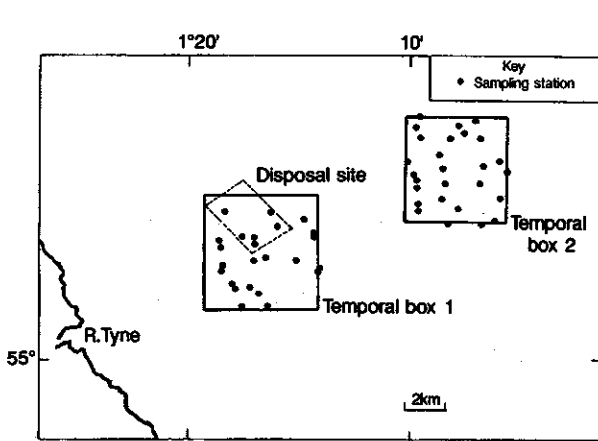 1°20'
10'
Key
Sampling station
Disposal site
Temporal
box 2
Temporal box 1
R.Tyne
55°
2km